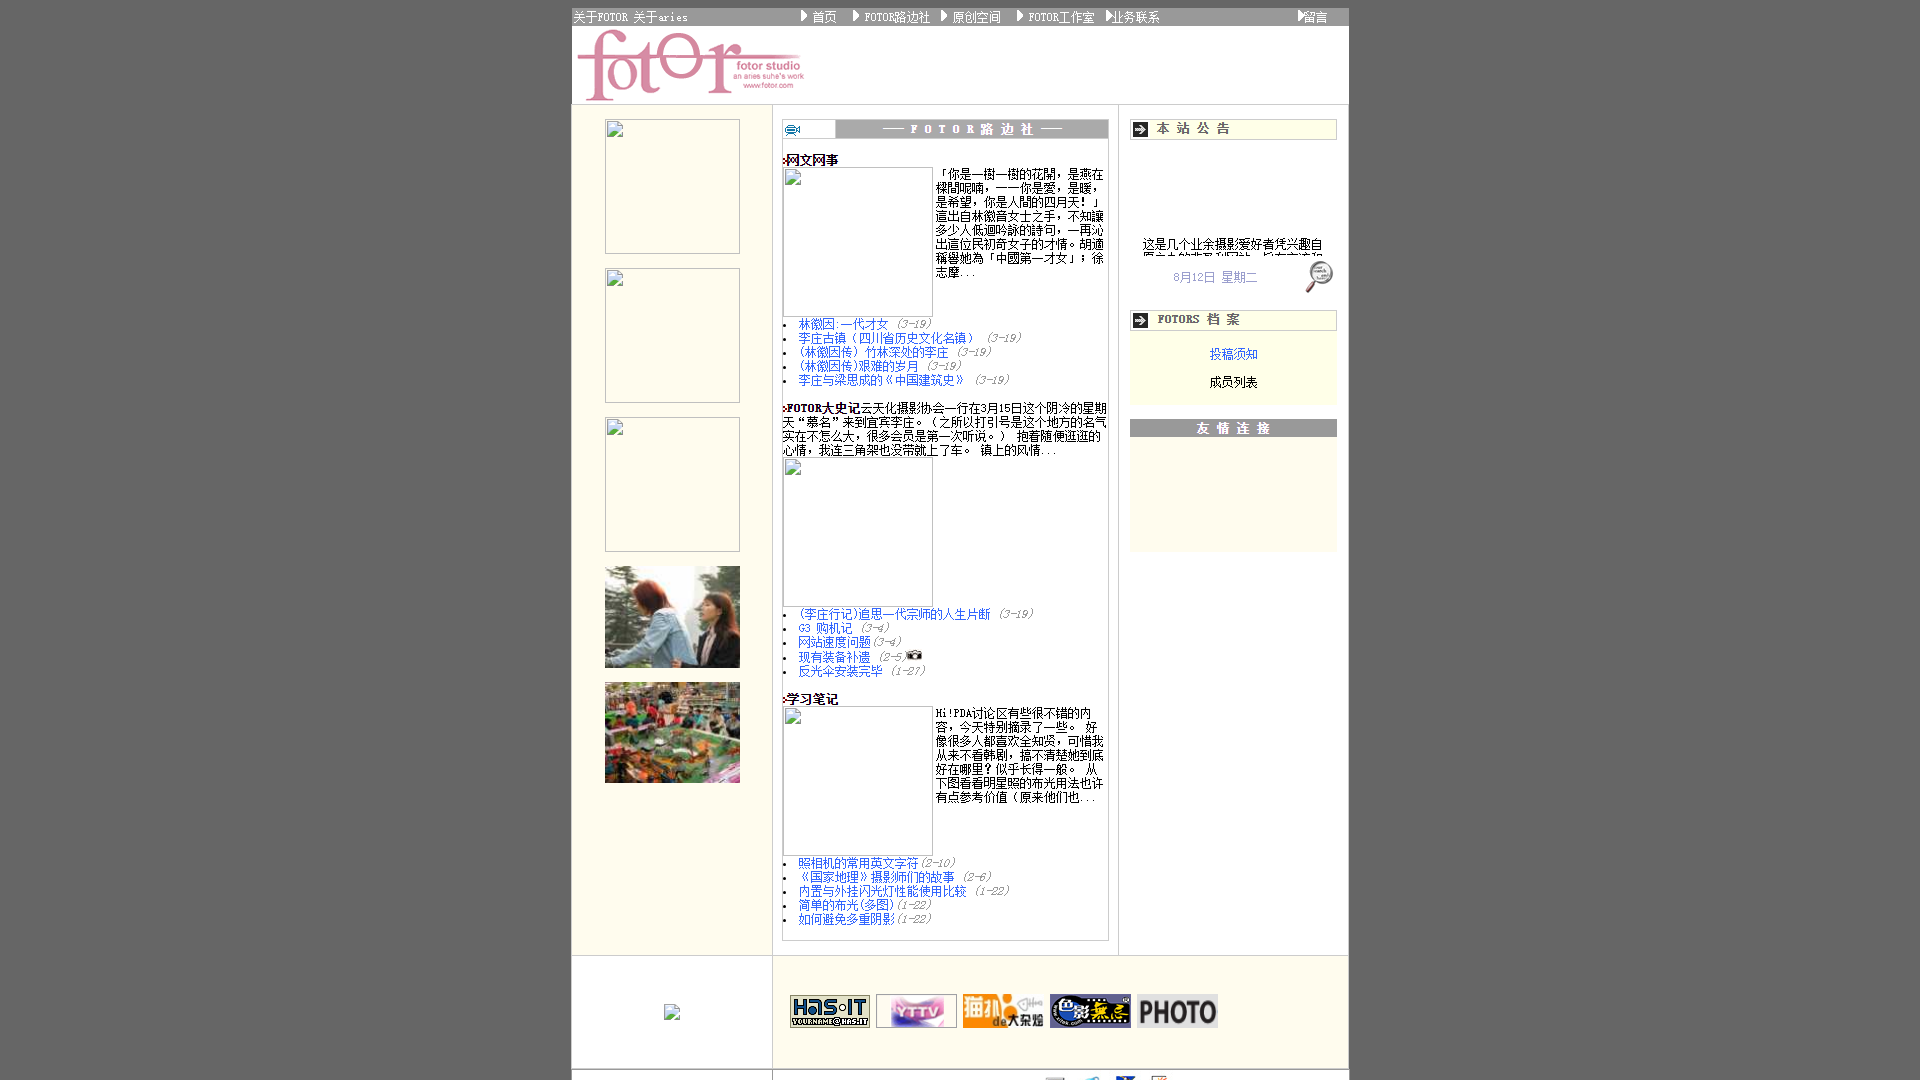 关于FOTOR 关于aries
首页 FOTOR路边社 原创空间 FOTOR工作室 业务联系 留言
fotor
fotor studio
an aries suha's work
www.fotor.com
—— F O T O R 路 边 社 ——
:网文网事
「你是一樹一樹的花開，是燕在
樑間呢喃，一一你是愛，是暖，
是希望，你是人間的四月天！」
這出自林徽音女士之手，不知讓
多少人低迴吟詠的詩句，一再沁
出這位民初奇女子的才情。胡適
稱譽她為「中國第一才女」；徐
志摩...
林徽因:一代才女 (3-19)
李庄古镇（四川省历史文化名镇） (3-19)
(林徽因传) 竹林深处的李庄 (3-19)
(林徽因传)艰难的岁月 (3-19)
李庄与梁思成的《中国建筑史》 (3-19)
:FOTOR大史记云天化摄影协会一行在3月15日这个阴冷的星期
天“慕名”来到宜宾李庄。（之所以打引号是这个地方的名气
实在不怎么大，很多会员是第一次听说。） 抱着随便逛逛的
心情，我连三角架也没带就上了车。 镇上的风情...
(李庄行记)追思一代宗师的人生片断 (3-19)
G3 购机记 (3-4)
网站速度问题(3-4)
现有装备补遗 (2-5)
反光伞安装完毕 (1-27)
:学习笔记
Hi!PDA讨论区有些很不错的内
容，今天特别摘录了一些。 好
像很多人都喜欢全知贤，可惜我
从来不看韩剧，搞不清楚她到底
好在哪里？似乎长得一般。 从
下图看看明星照的布光用法也许
有点参考价值（原来他们也...
照相机的常用英文字符(2-10)
《国家地理》摄影师们的故事 (2-6)
内置与外挂闪光灯性能使用比较 (1-22)
简单的布光(多图)(1-22)
如何避免多重阴影(1-22)
本 站 公 告
这是几个业余摄影爱好者凭兴趣自
8月12日 星期二
FOTORS 档 案
投稿须知
成员列表
友 情 连 接
HAS·IT
YOURNAME@HAS.IT
YTTV
猫扑
de大杂烩
色影無忌
PHOTO